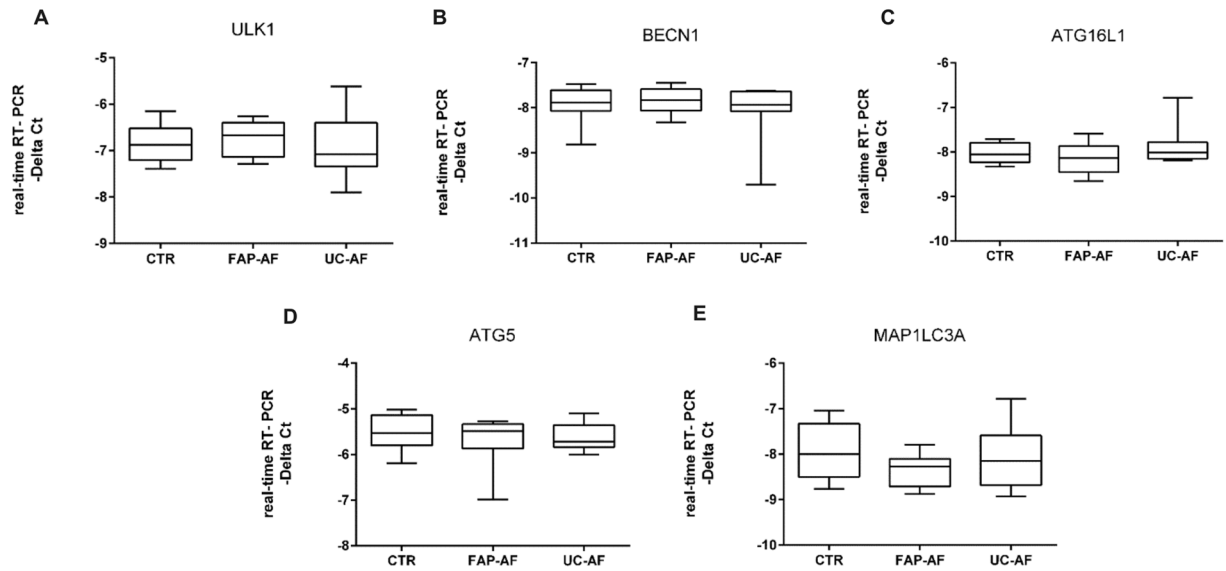 A
ULK1
real-time RT- PCR
-Delta Ct
-5
-6
-7
-8
-9
CTR FAP-AF UC-AF
B
BECN1
real-time RT- PCR
-Delta Ct
-7
-8
-9
-10
-11
CTR FAP-AF UC-AF
C
ATG16L1
real-time RT- PCR
-Delta Ct
-6
-7
-8
-9
-10
CTR FAP-AF UC-AF
D
ATG5
real-time RT- PCR
-Delta Ct
-4
-5
-6
-7
-8
CTR FAP-AF UC-AF
E
MAP1LC3A
real-time RT- PCR
-Delta Ct
-6
-7
-8
-9
-10
CTR FAP-AF UC-AF